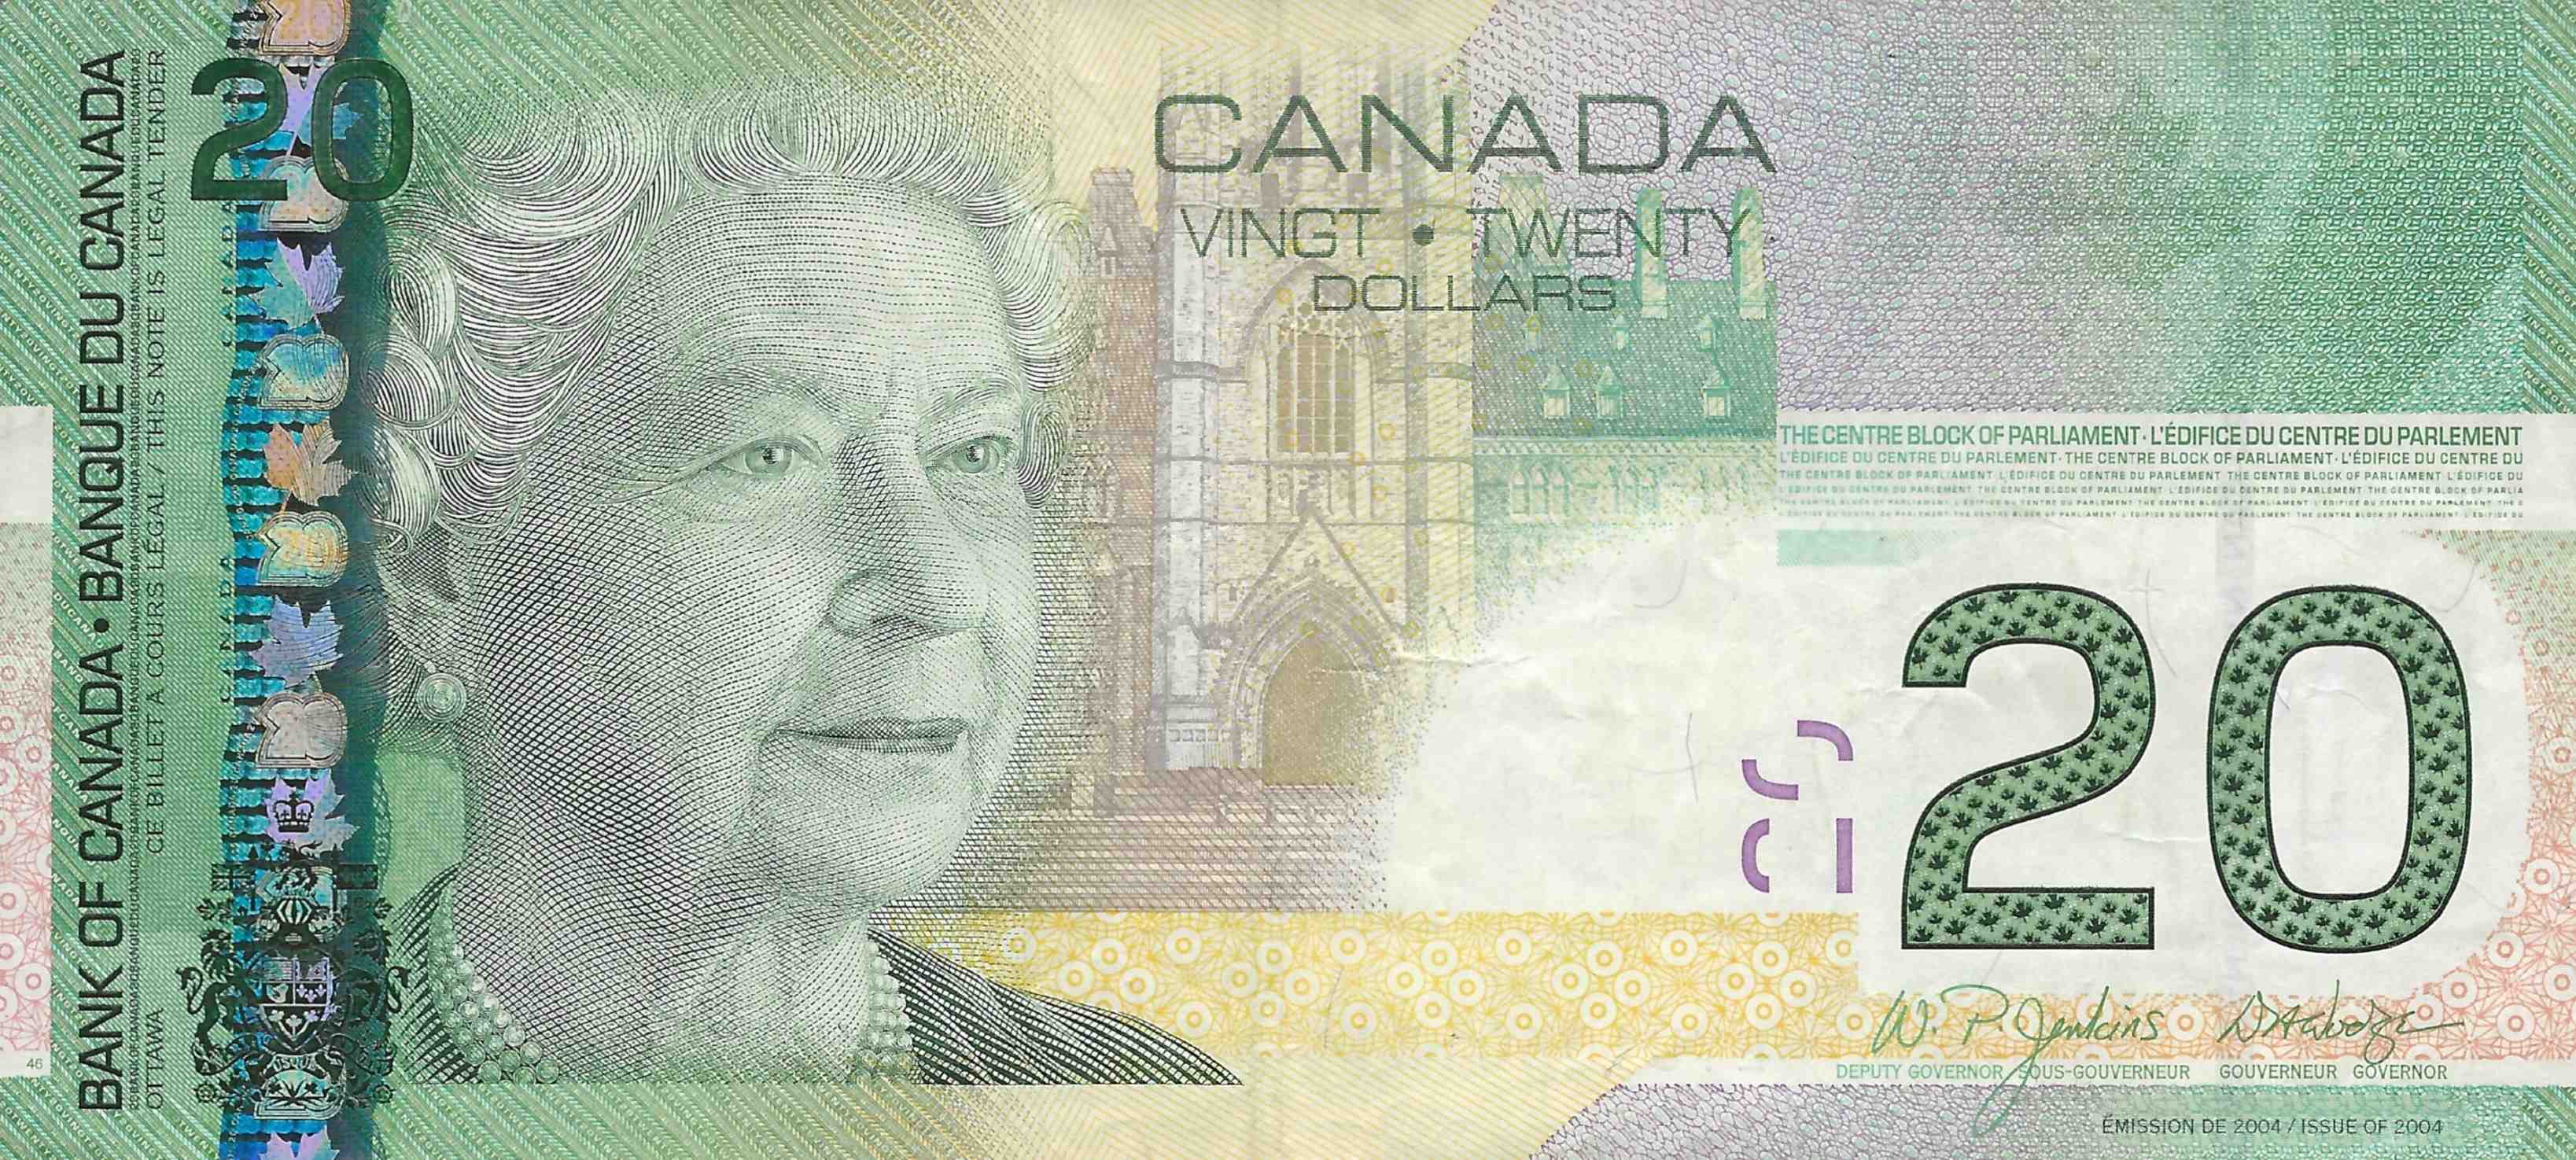 BANK OF CANADA • BANQUE DU CANADA
OTTAWA CE BILLET A COURS LÉGAL / THIS NOTE IS LEGAL TENDER
20
CANADA
VINGT • TWENTY
DOLLARS
THE CENTRE BLOCK OF PARLIAMENT · L'ÉDIFICE DU CENTRE DU PARLEMENT
L'ÉDIFICE DU CENTRE DU PARLEMENT · THE CENTRE BLOCK OF PARLIAMENT · L'ÉDIFICE DU CENTRE DU
THE CENTRE BLOCK OF PARLIAMENT · L'ÉDIFICE DU CENTRE DU PARLEMENT THE CENTRE BLOCK OF PARLIAMENT · L'ÉDIFICE DU
L'ÉDIFICE DU CENTRE DU PARLEMENT THE CENTRE BLOCK OF PARLIAMENT L'ÉDIFICE DU CENTRE DU PARLEMENT THE CENTRE BLOCK OF PARLIA
20
W. P. Jenkins
DEPUTY GOVERNOR SOUS-GOUVERNEUR GOUVERNEUR GOVERNOR
46
ÉMISSION DE 2004 / ISSUE OF 2004